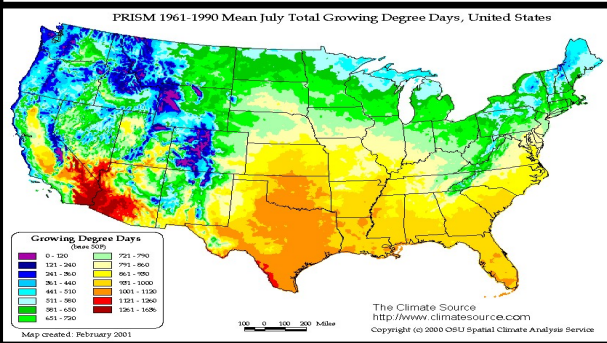 PRISM 1961-1990 Mean July Total Growing Degree Days, United States
Growing Degree Days
(base 50F)
0 - 120
121 - 240
241 - 360
361 - 440
441 - 510
511 - 580
581 - 650
651 - 720
721 - 790
791 - 860
861 - 930
931 - 1000
1001 - 1120
1121 - 1260
1261 - 1636
Map created: February 2001
100 0 100 200 Miles
The Climate Source
http://www.climatesource.com
Copyright (c) 2000 OSU Spatial Climate Analysis Service